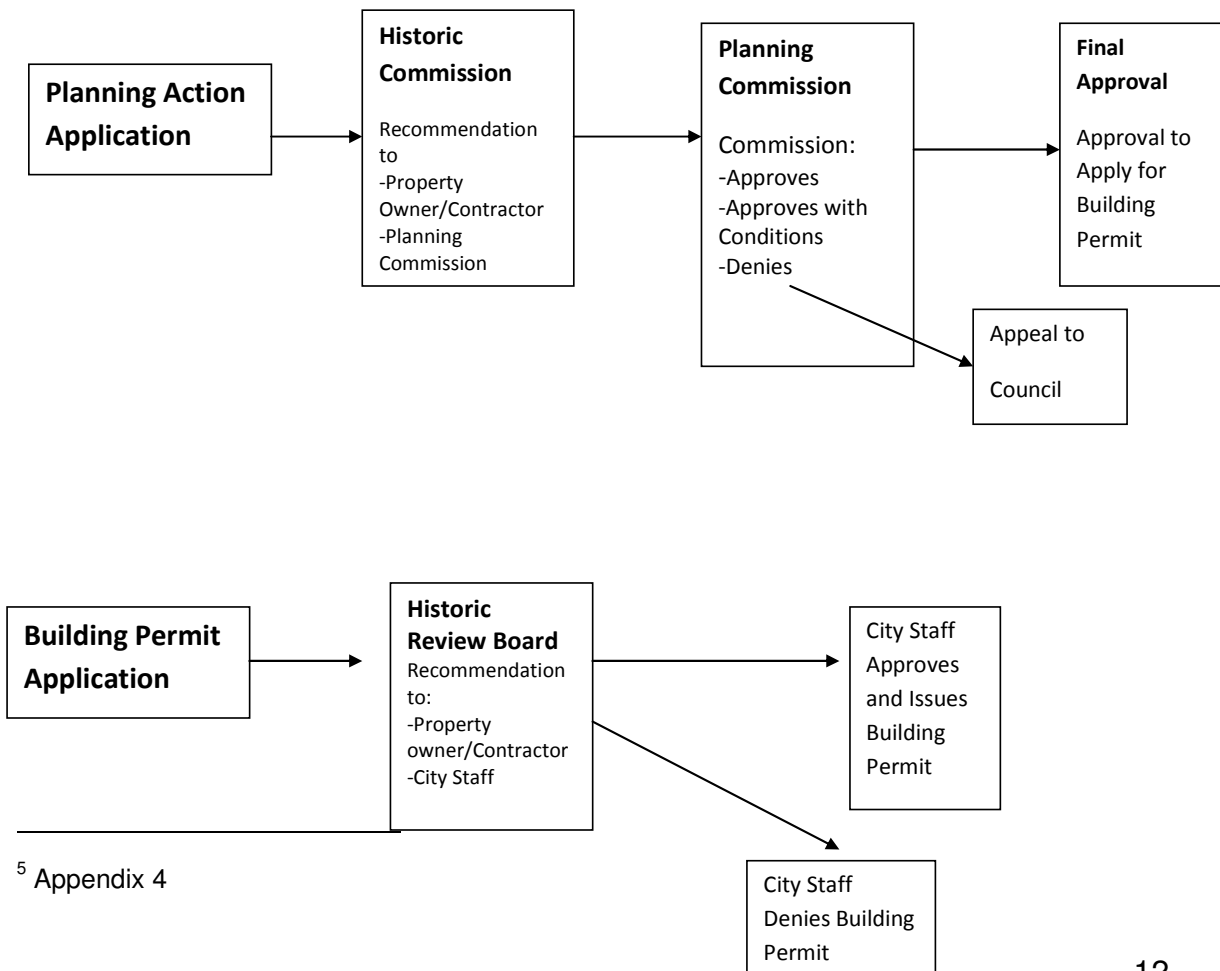 Planning Action
Application
Historic
Commission
Recommendation
to
-Property
Owner/Contractor
-Planning
Commission
Planning
Commission
Commission:
-Approves
-Approves with
Conditions
-Denies
Final
Approval
Approval to
Apply for
Building
Permit
Appeal to
Council
Building Permit
Application
Historic
Review Board
Recommendation
to:
-Property
owner/Contractor
-City Staff
City Staff
Approves
and Issues
Building
Permit
City Staff
Denies Building
Permit
5 Appendix 4